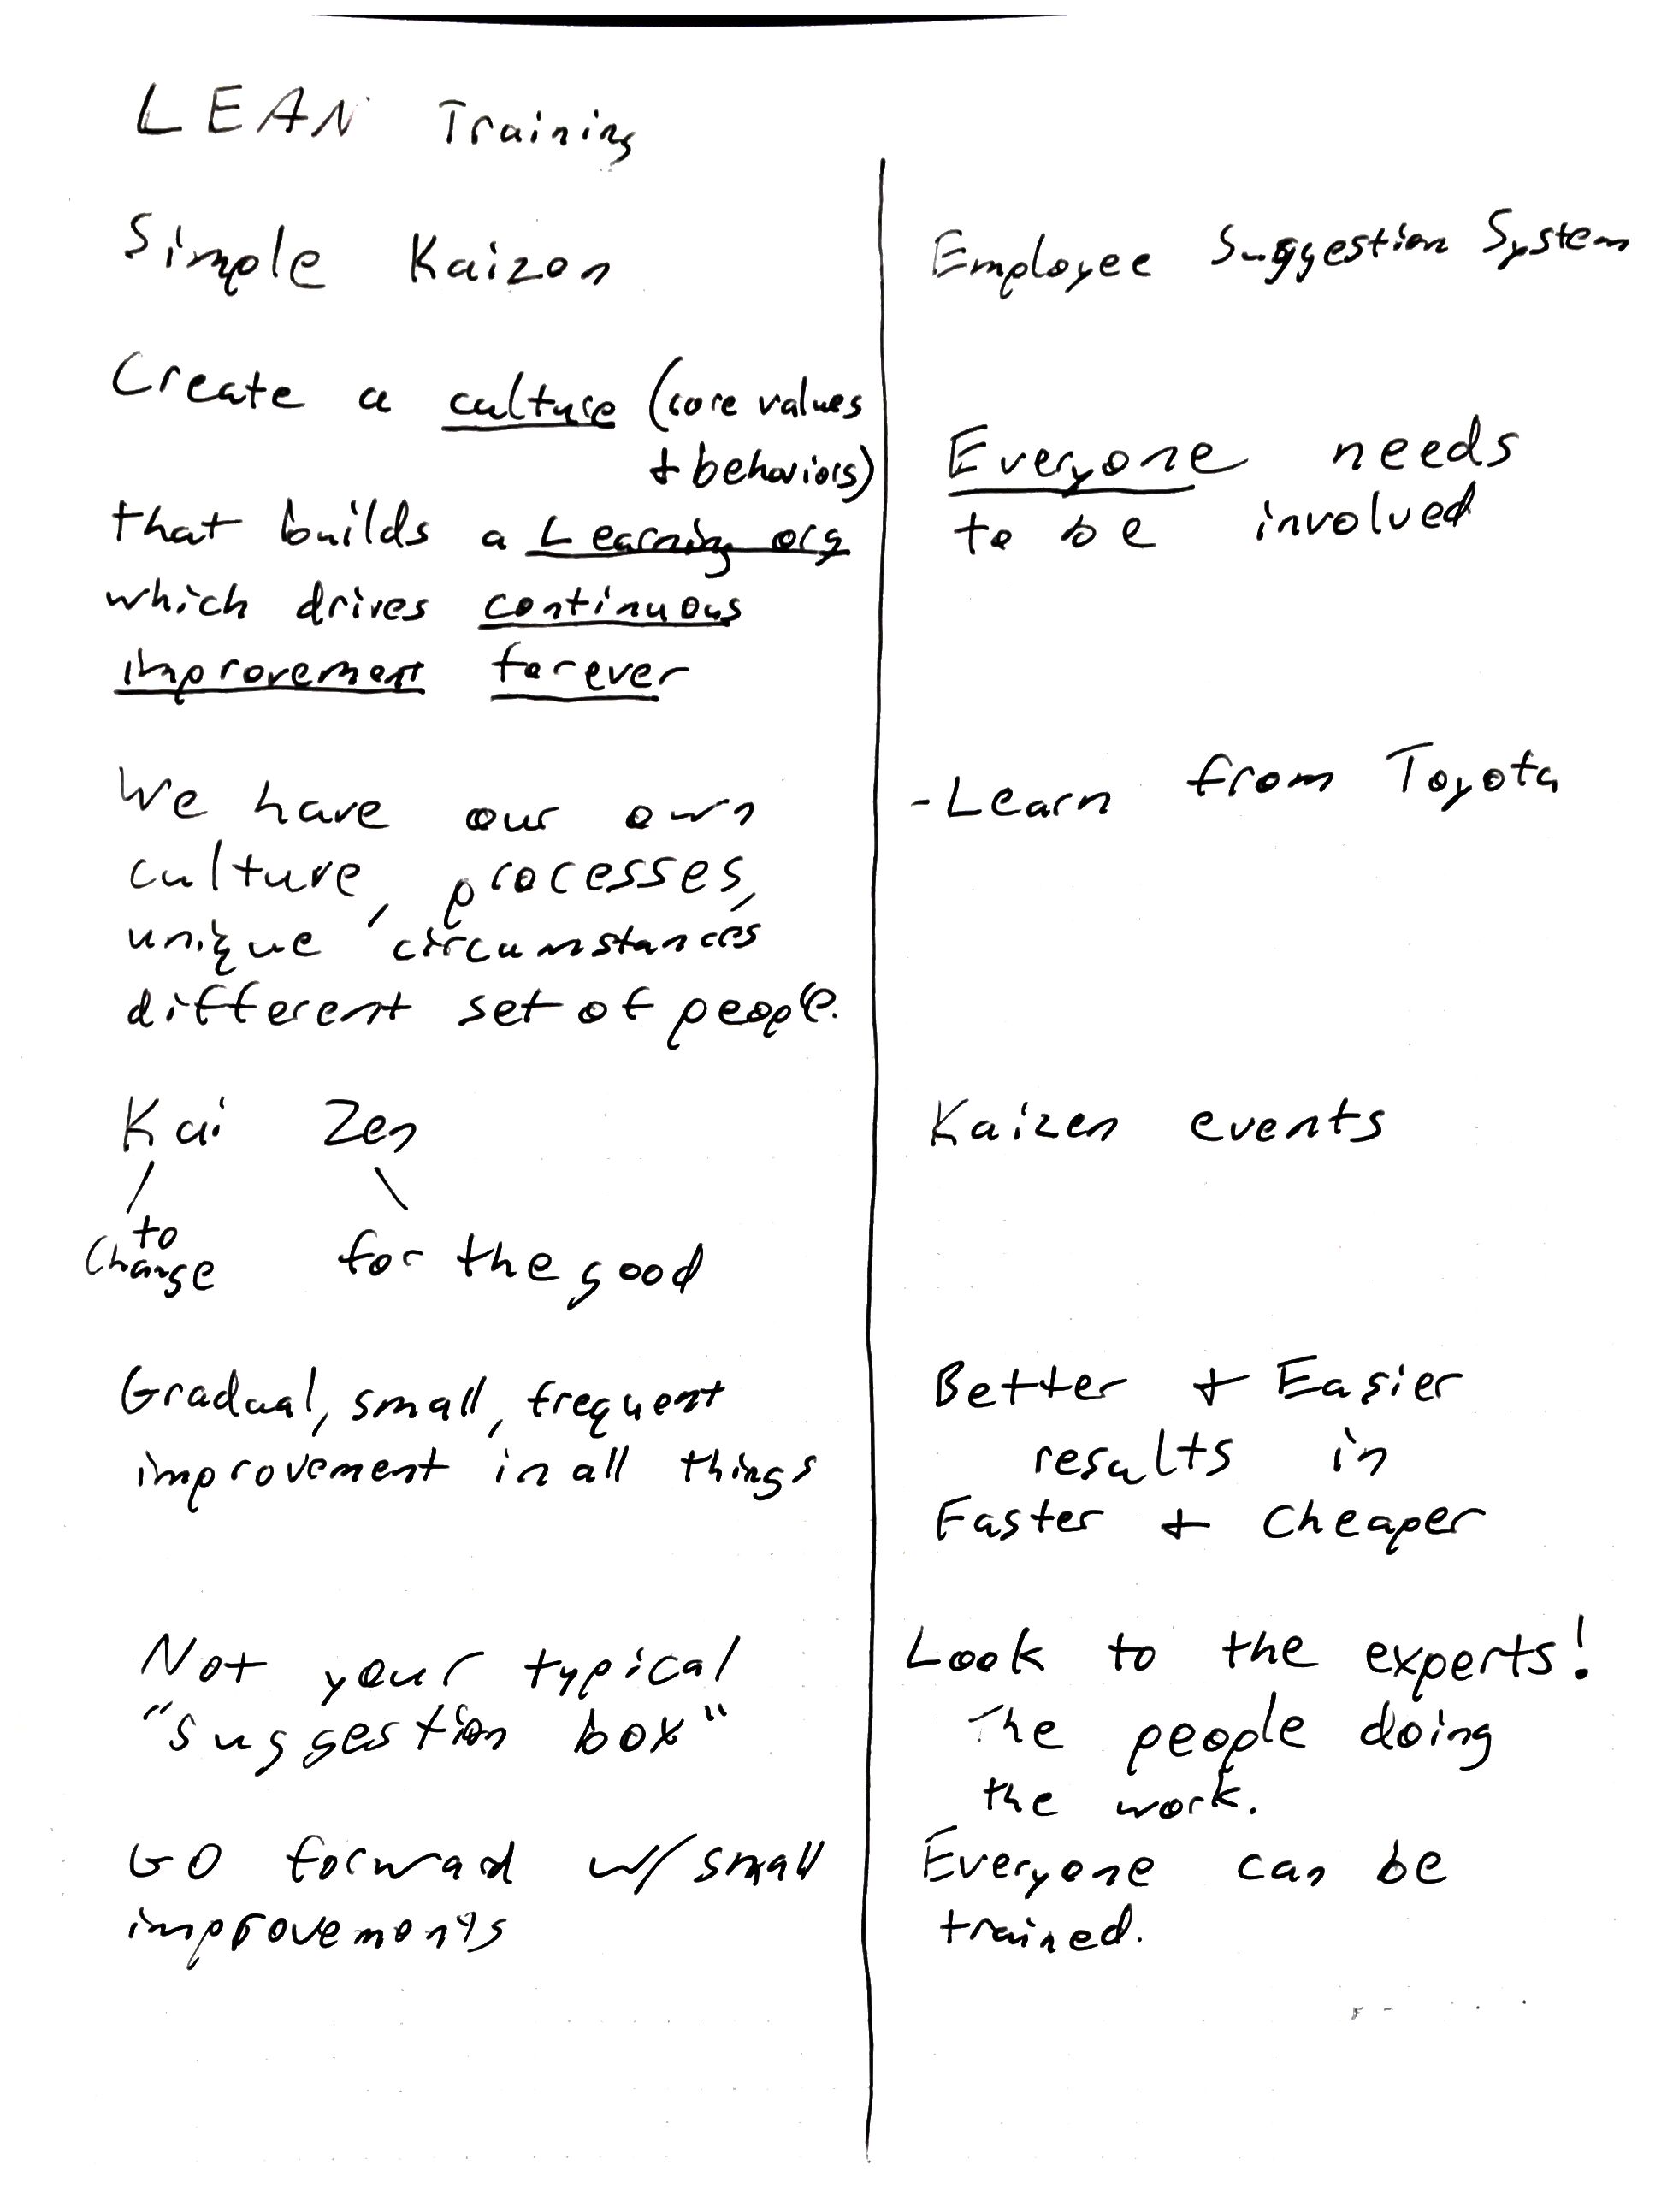 LEAN Training
Simple Kaizen
Create a culture (core values
+ behaviors)
that builds a Learning org
which drives continuous
improvement forever
We have our own
culture, processes,
unique circumstances
different set of people.
Kai Zen
to
Change for the good
Gradual, small, frequent
improvement in all things
Not your typical
"suggestion box"
GO forward w/ small
improvements
Employee Suggestion System
Everyone needs
to be involved
-Learn from Toyota
Kaizen events
Better + Easier
results in
Faster + Cheaper
Look to the experts!
The people doing
the work.
Everyone can be
trained.